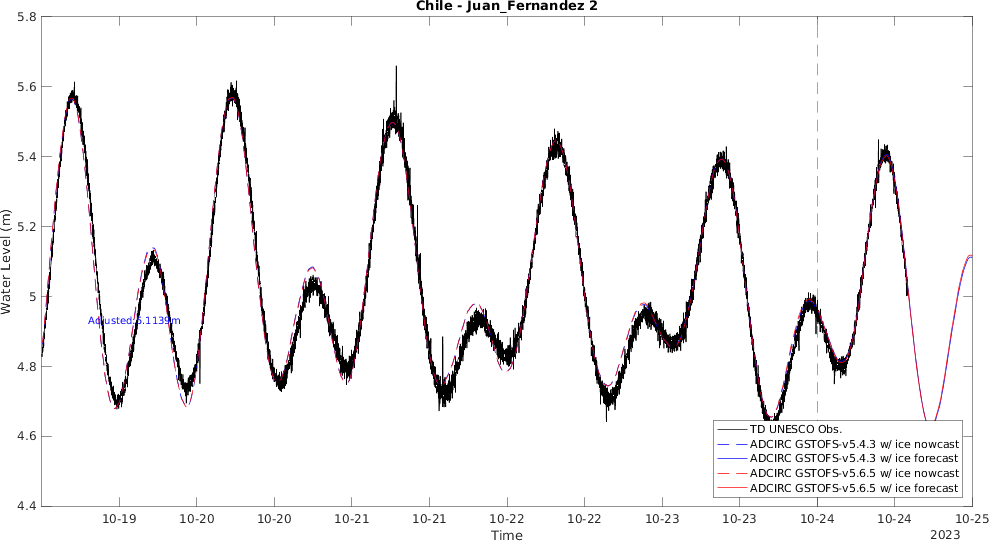 Chile - Juan_Fernandez 2
Water Level (m)
5.8
5.6
5.4
5.2
5
4.8
4.6
4.4
Adjusted:5.1139m
TD UNESCO Obs.
ADCIRC GSTOFS-v5.4.3 w/ ice nowcast
ADCIRC GSTOFS-v5.4.3 w/ ice forecast
ADCIRC GSTOFS-v5.6.5 w/ ice nowcast
ADCIRC GSTOFS-v5.6.5 w/ ice forecast
10-19 10-20 10-20 10-21 10-21 10-22 10-22 10-23 10-23 10-24 10-24 10-25
Time
2023